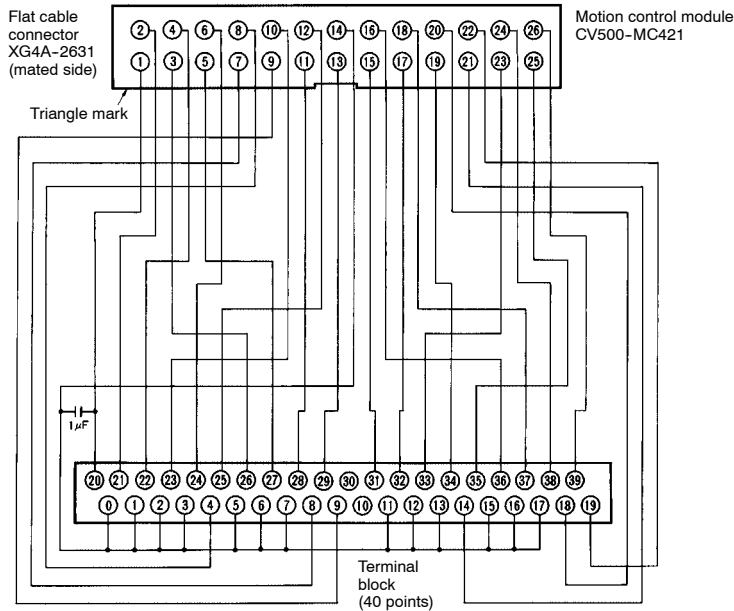 Flat cable
connector
XG4A-2631
(mated side)
Motion control module
CV500-MC421
2 4 6 8 10 12 14 16 18 20 22 24 26
1 3 5 7 9 11 13 15 17 19 21 23 25
Triangle mark
1μF
20 21 22 23 24 25 26 27 28 29 30 31 32 33 34 35 36 37 38 39
0 1 2 3 4 5 6 7 8 9 10 11 12 13 14 15 16 17 18 19
Terminal
block
(40 points)